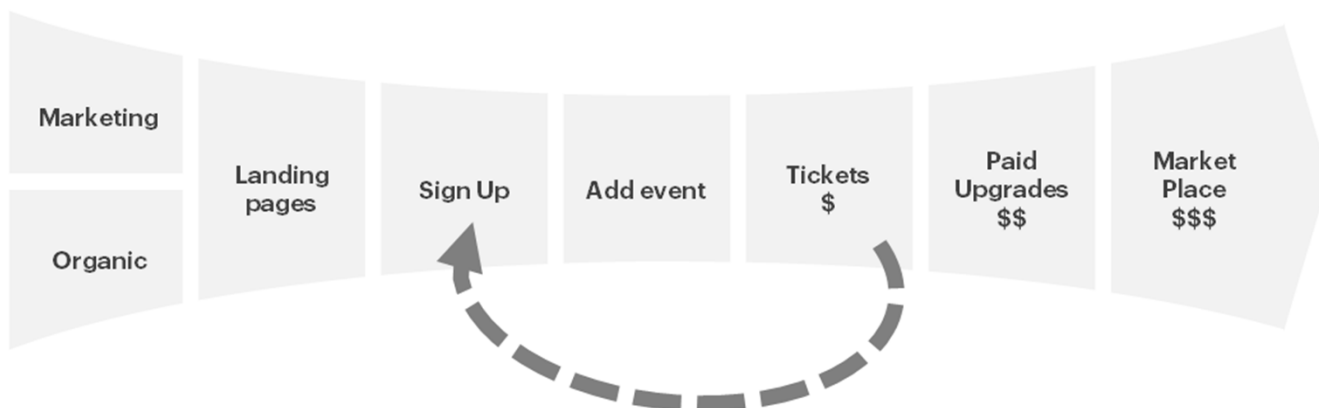 Marketing
Organic
Landing
pages
Sign Up
Add event
Tickets
$
Paid
Upgrades
$$
Market
Place
$$$